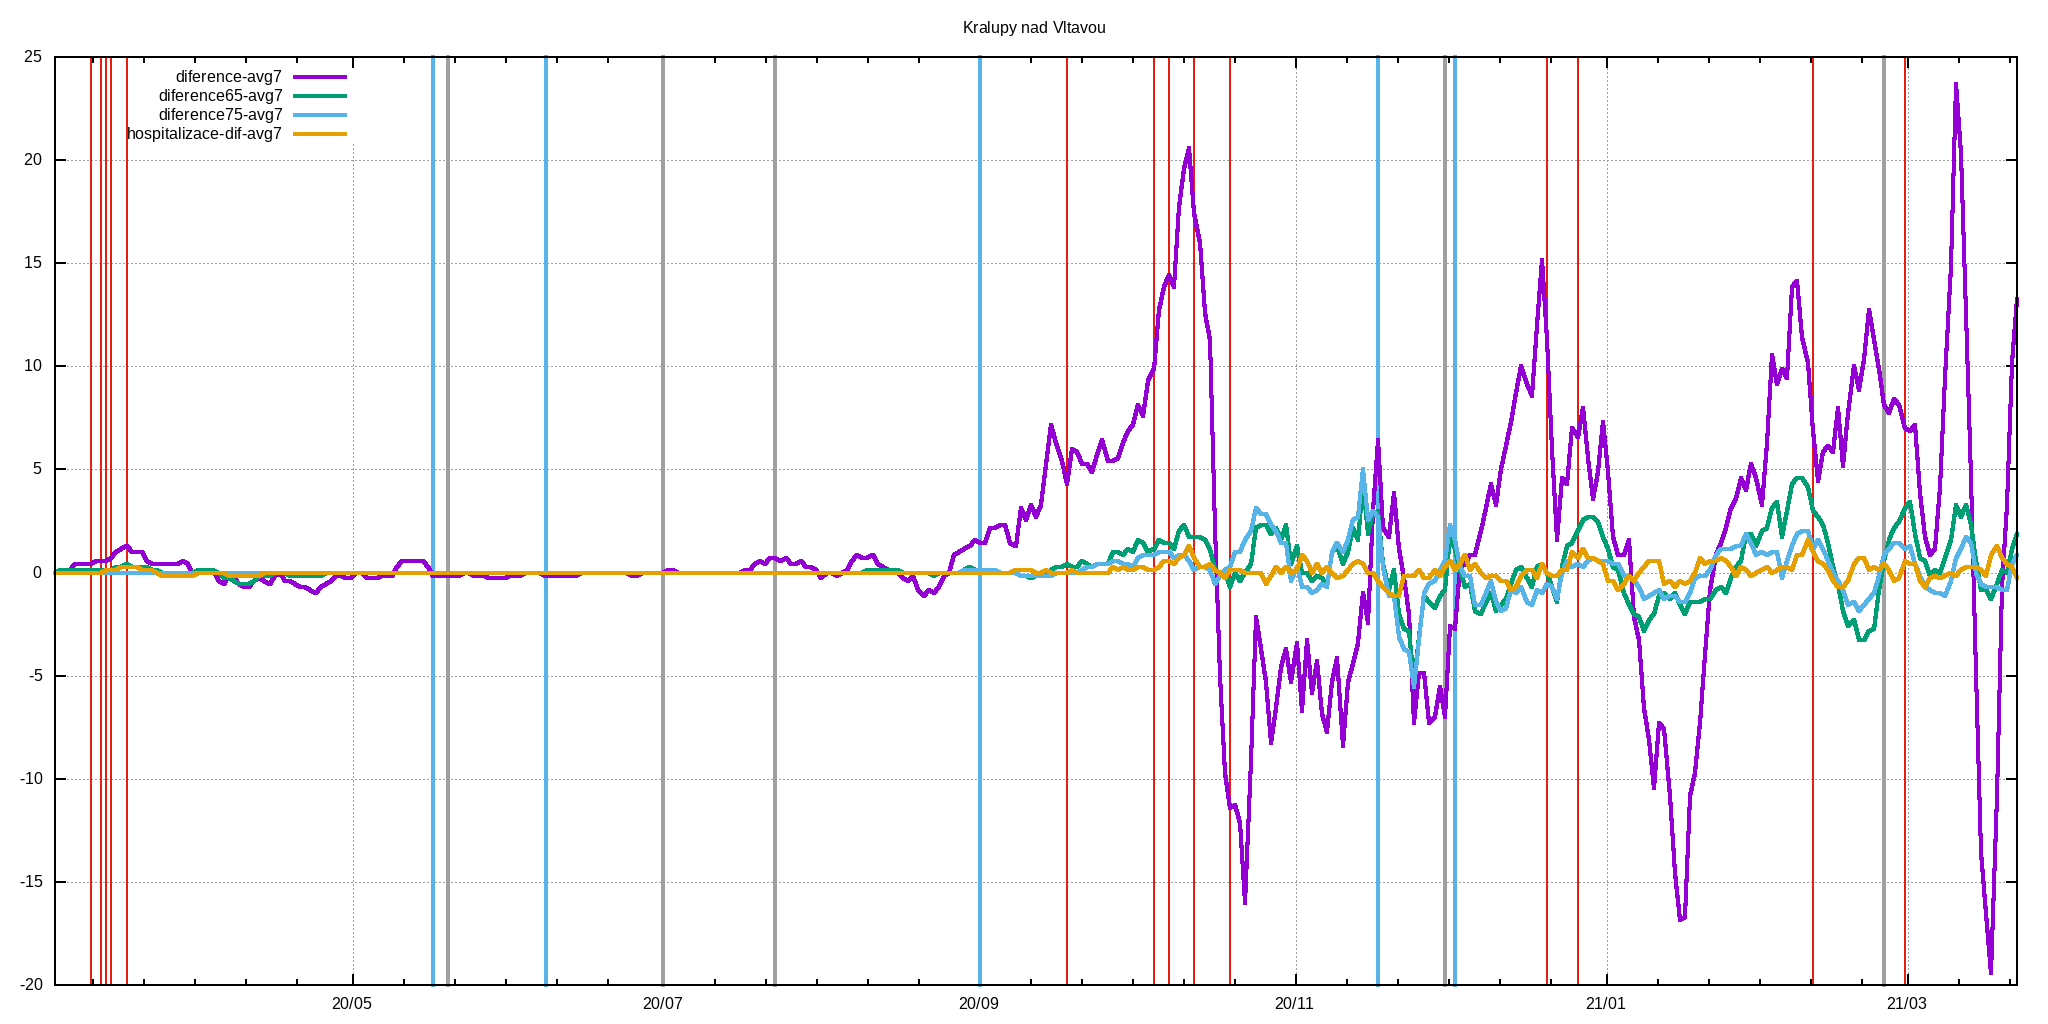 Kralupy nad Vltavou
25
20
15
10
5
0
-5
-10
-15
-20
diference-avg7
diference65-avg7
diference75-avg7
hospitalizace-dif-avg7
20/05 20/07 20/09 20/11 21/01 21/03